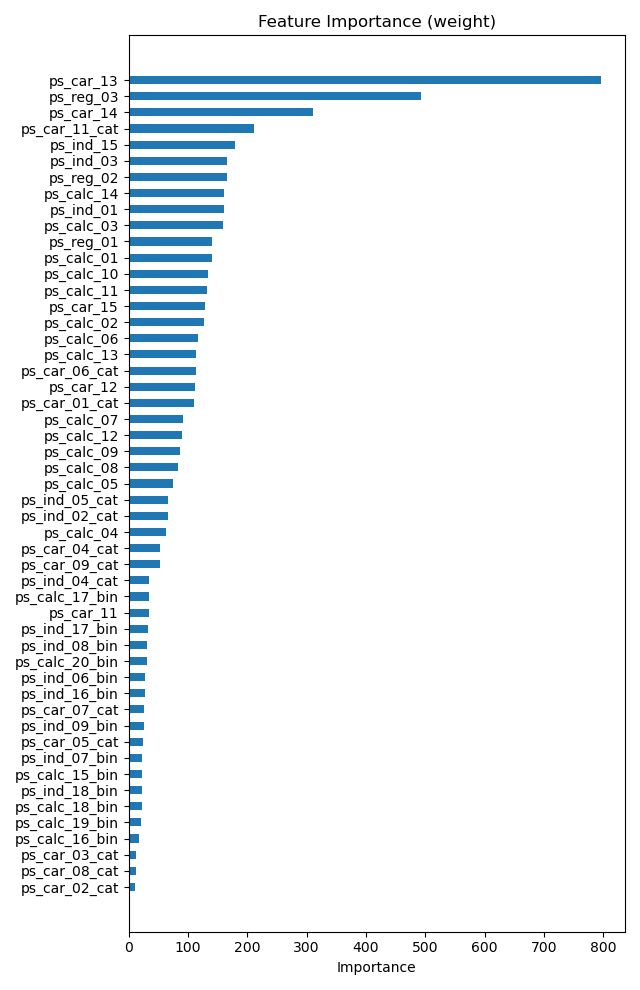 Feature Importance (weight)
ps_car_13
ps_reg_03
ps_car_14
ps_car_11_cat
ps_ind_15
ps_ind_03
ps_reg_02
ps_calc_14
ps_ind_01
ps_calc_03
ps_reg_01
ps_calc_01
ps_calc_10
ps_calc_11
ps_car_15
ps_calc_02
ps_calc_06
ps_calc_13
ps_car_06_cat
ps_car_12
ps_car_01_cat
ps_calc_07
ps_calc_12
ps_calc_09
ps_calc_08
ps_calc_05
ps_ind_05_cat
ps_ind_02_cat
ps_calc_04
ps_car_04_cat
ps_car_09_cat
ps_ind_04_cat
ps_calc_17_bin
ps_car_11
ps_ind_17_bin
ps_ind_08_bin
ps_calc_20_bin
ps_ind_06_bin
ps_ind_16_bin
ps_car_07_cat
ps_ind_09_bin
ps_car_05_cat
ps_ind_07_bin
ps_calc_15_bin
ps_ind_18_bin
ps_calc_18_bin
ps_calc_19_bin
ps_calc_16_bin
ps_car_03_cat
ps_car_08_cat
ps_car_02_cat
0 100 200 300 400 500 600 700 800
Importance